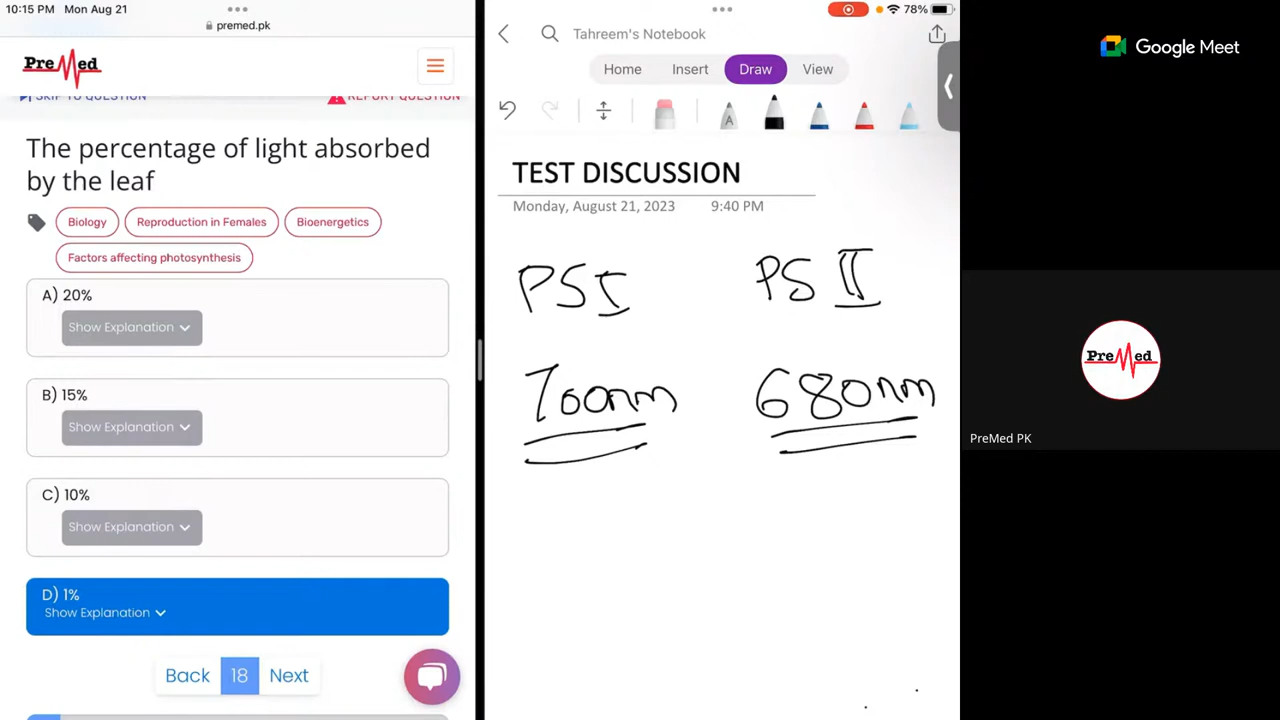 10:15 PM Mon Aug 21
premed.pk
PreMed
SKIP TO QUESTION
REPORT QUESTION
The percentage of light absorbed
by the leaf
Biology
Reproduction in Females
Bioenergetics
Factors affecting photosynthesis
A) 20%
Show Explanation
B) 15%
Show Explanation
C) 10%
Show Explanation
D) 1%
Show Explanation
Back 18 Next
78%
Tahreem's Notebook
Home Insert Draw View
A
TEST DISCUSSION
Monday, August 21, 2023 9:40 PM
PS I PS II
700nm 680nm
Google Meet
PreMed
PreMed PK